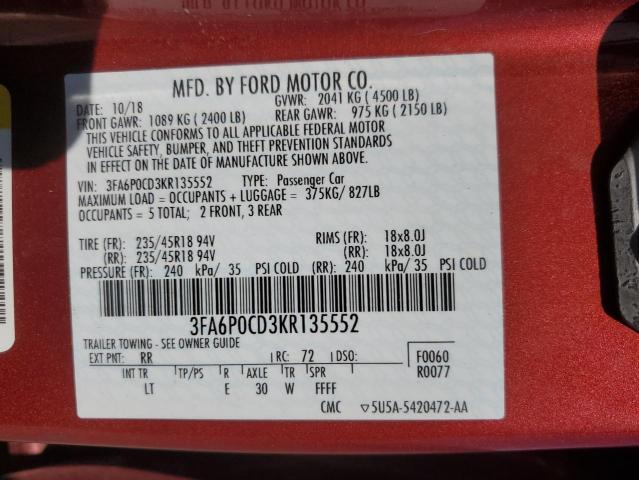 MFD. BY FORD MOTOR CO.
DATE: 10/18 GVWR: 2041 KG ( 4500 LB)
FRONT GAWR: 1089 KG ( 2400 LB) REAR GAWR: 975 KG ( 2150 LB)
THIS VEHICLE CONFORMS TO ALL APPLICABLE FEDERAL MOTOR
VEHICLE SAFETY, BUMPER, AND THEFT PREVENTION STANDARDS
IN EFFECT ON THE DATE OF MANUFACTURE SHOWN ABOVE.
VIN: 3FA6P0CD3KR135552 TYPE: Passenger Car
MAXIMUM LOAD = OCCUPANTS + LUGGAGE = 375KG/ 827LB
OCCUPANTS = 5 TOTAL; 2 FRONT, 3 REAR
TIRE (FR): 235/45R18 94V RIMS (FR): 18x8.0J
(RR): 235/45R18 94V (RR): 18x8.0J
PRESSURE (FR): 240 kPa/ 35 PSI COLD (RR): 240 kPa/ 35 PSI COLD
3FA6P0CD3KR135552
TRAILER TOWING - SEE OWNER GUIDE
EXT PNT: RR RC: 72 DSO: F0060
INT TR TP/PS R AXLE TR SPR R0077
LT E 30 W FFFF
CMC ▽5U5A-5420472-AA